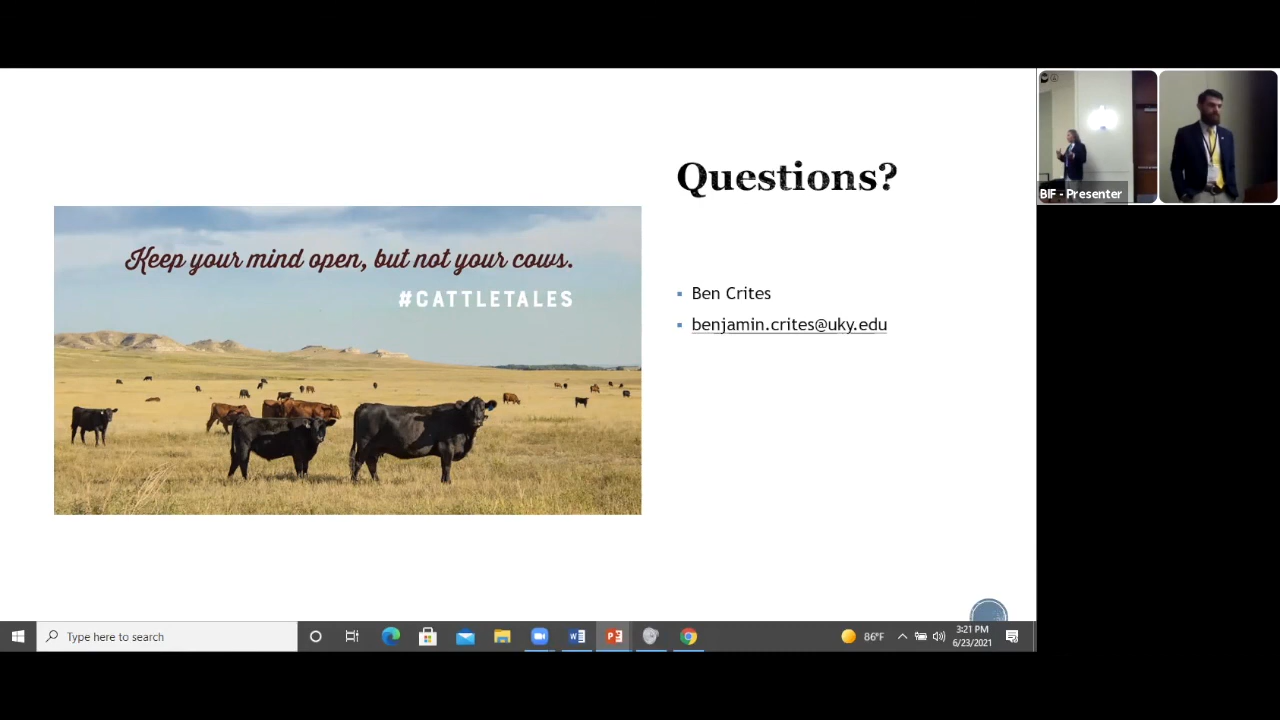 Questions?
Keep your mind open, but not your cows.
#CATTLETALES
Ben Crites
benjamin.crites@uky.edu
BIF - Presenter
Type here to search
86°F
3:21 PM
6/23/2021